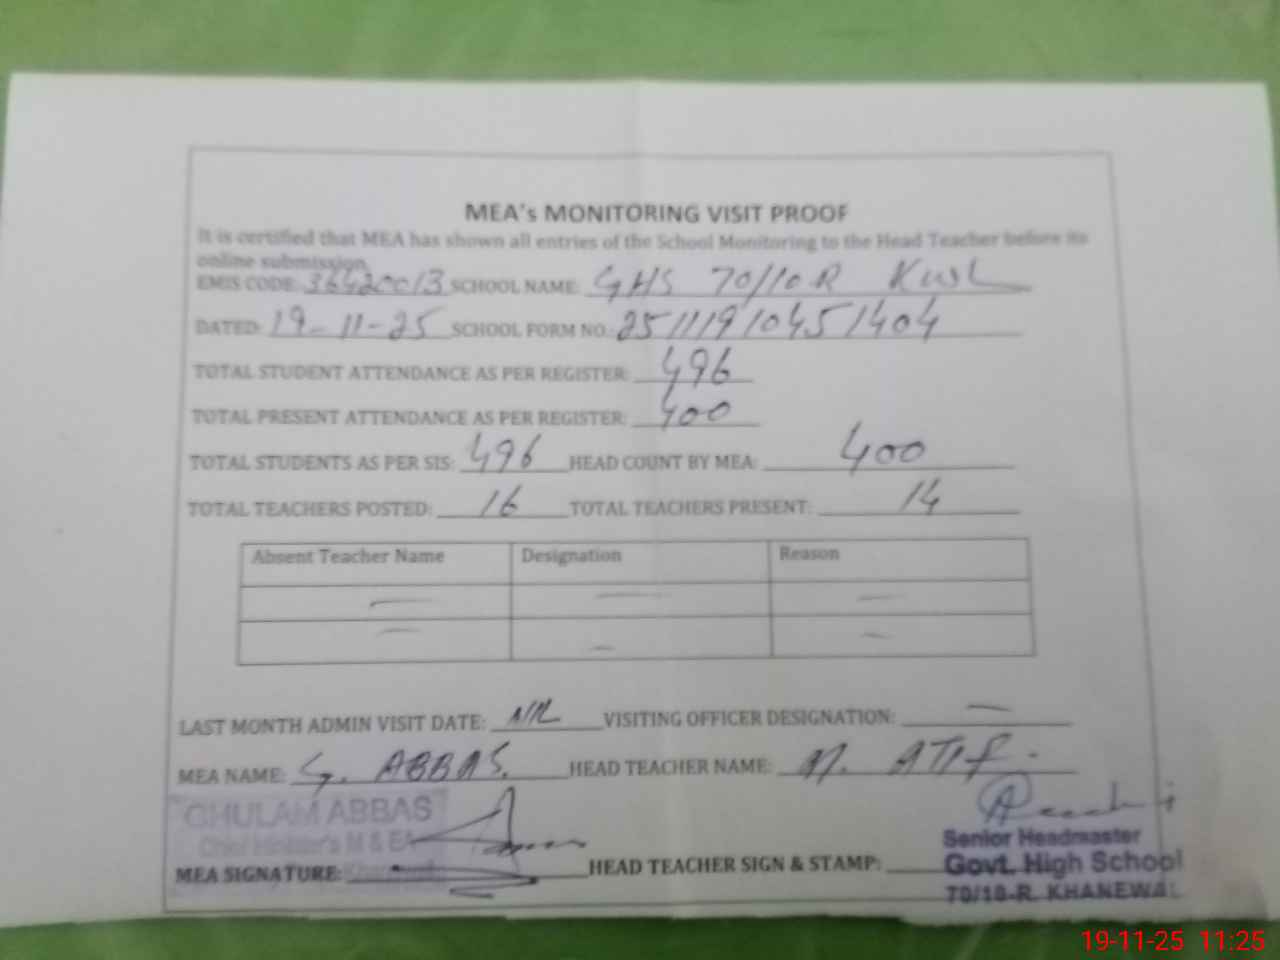 MEA's MONITORING VISIT PROOF
It is certified that MEA has shown all entries of the School Monitoring to the Head Teacher before its
online submission.
EMIS CODE: 36420013 SCHOOL NAME: GHS 70/10R KWL
DATED: 19-11-25 SCHOOL FORM NO.: 25111910451404
TOTAL STUDENT ATTENDANCE AS PER REGISTER: 496
TOTAL PRESENT ATTENDANCE AS PER REGISTER: 400
TOTAL STUDENTS AS PER SIS: 496 HEAD COUNT BY MEA: 400
TOTAL TEACHERS POSTED: 16 TOTAL TEACHERS PRESENT: 14
Absent Teacher Name Designation Reason
— — —
— — —
LAST MONTH ADMIN VISIT DATE: Nil VISITING OFFICER DESIGNATION: —
MEA NAME: G. ABBAS. HEAD TEACHER NAME: M. ATIF.
GHULAM ABBAS
Chief Minister's M & EA
MEA SIGNATURE: Khanewal HEAD TEACHER SIGN & STAMP:
Senior Headmaster
Govt. High School
70/10-R. KHANEWAL
19-11-25 11:25